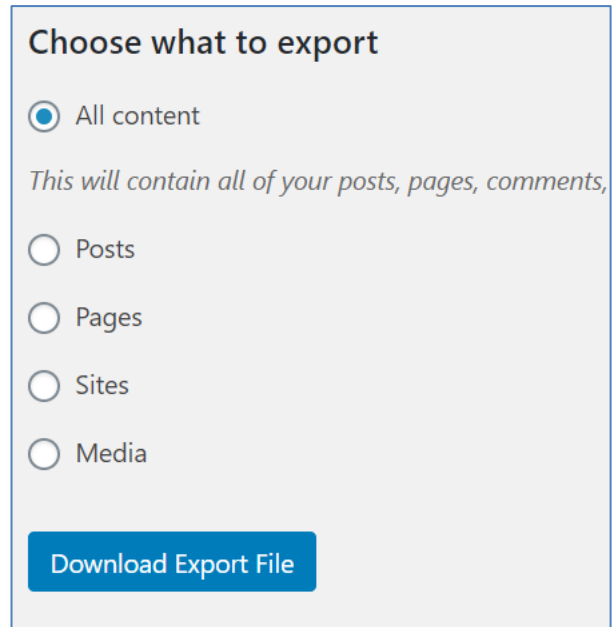 Choose what to export
All content
This will contain all of your posts, pages, comments,
Posts
Pages
Sites
Media
Download Export File